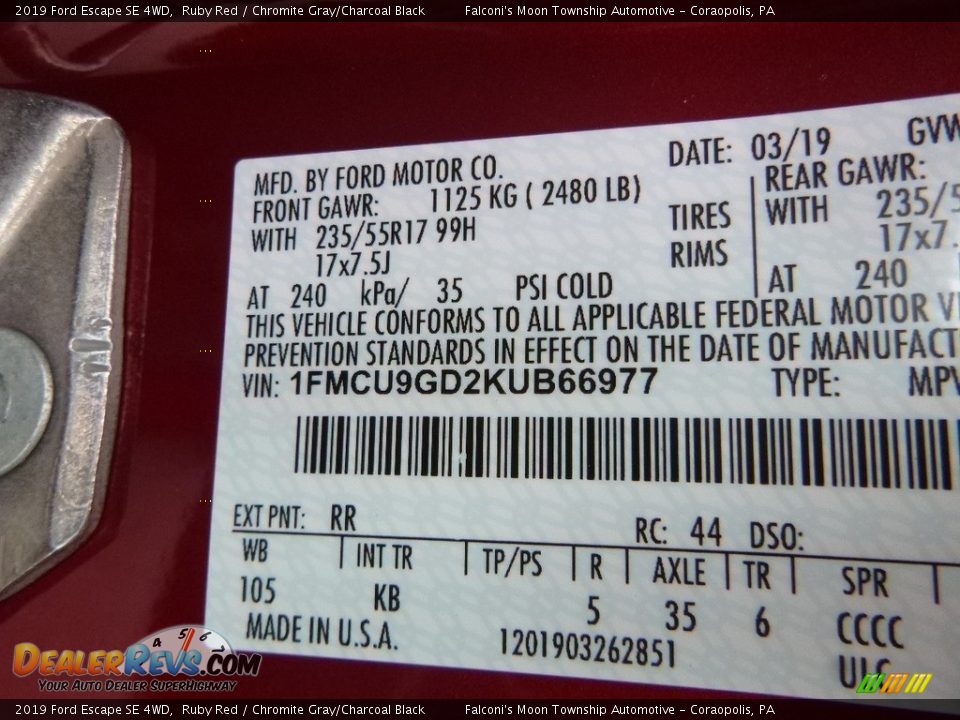 2019 Ford Escape SE 4WD, Ruby Red / Chromite Gray/Charcoal Black Falconi's Moon Township Automotive - Coraopolis, PA
MFD. BY FORD MOTOR CO. DATE: 03/19 GVW
FRONT GAWR: 1125 KG ( 2480 LB) REAR GAWR:
WITH 235/55R17 99H TIRES WITH 235/5
17x7.5J RIMS 17x7.
AT 240 kPa/ 35 PSI COLD AT 240
THIS VEHICLE CONFORMS TO ALL APPLICABLE FEDERAL MOTOR VE
PREVENTION STANDARDS IN EFFECT ON THE DATE OF MANUFACT
VIN: 1FMCU9GD2KUB66977 TYPE: MPV
EXT PNT: RR RC: 44 DSO:
WB INT TR TP/PS R AXLE TR SPR
105 KB 5 35 6 CCCC
MADE IN U.S.A. 1201903262851
4 5 6
DEALERREVS.COM
YOUR AUTO DEALER SUPERHIGHWAY
2019 Ford Escape SE 4WD, Ruby Red / Chromite Gray/Charcoal Black Falconi's Moon Township Automotive - Coraopolis, PA